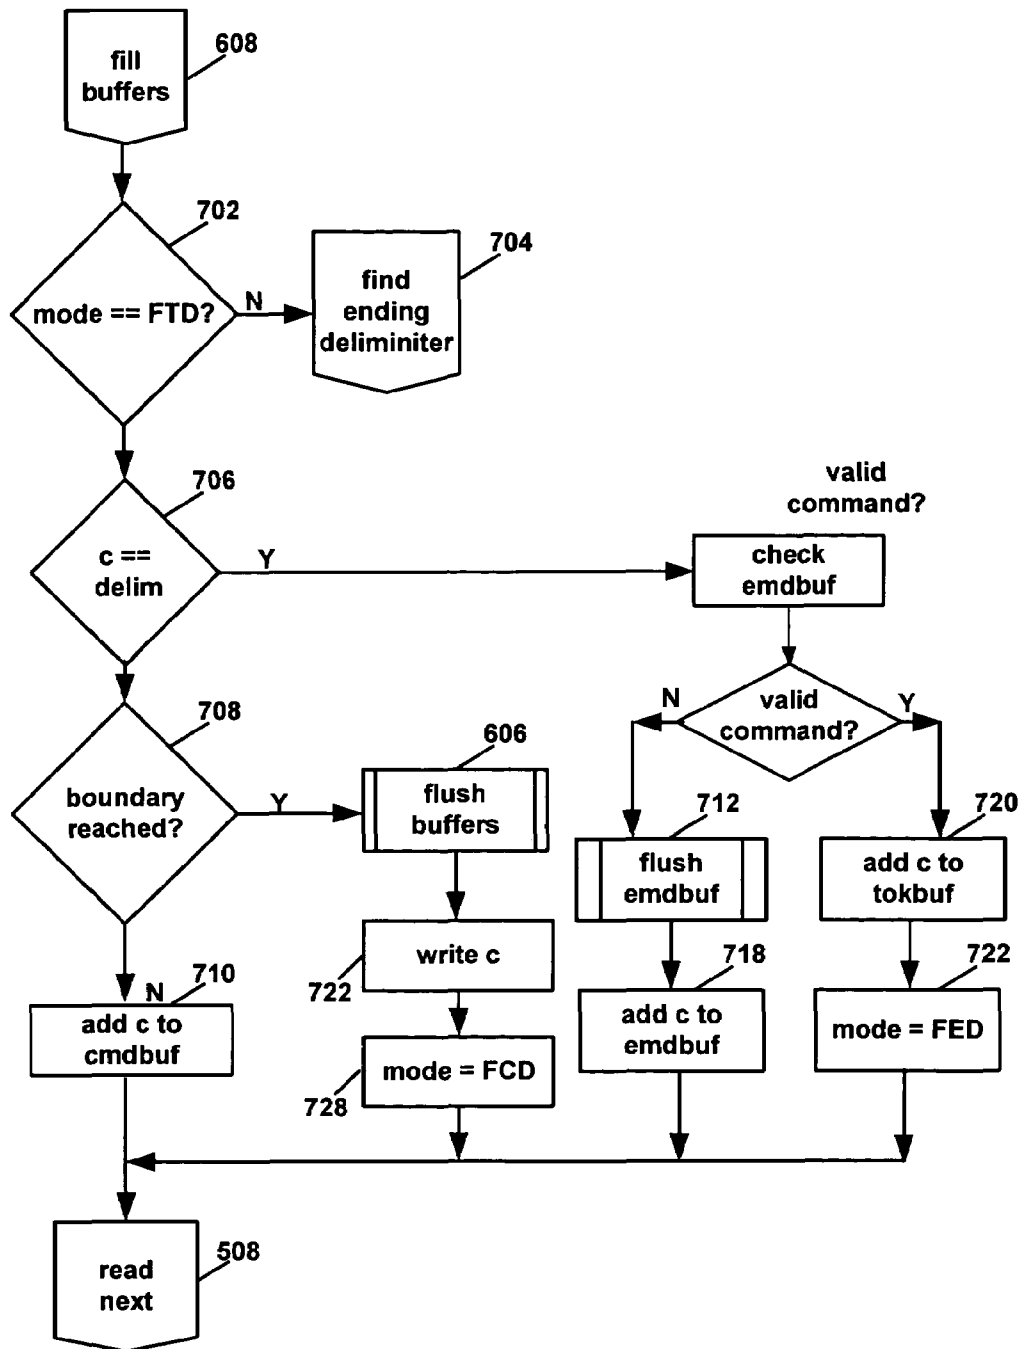 fill
buffers
608
702
mode == FTD?
N
704
find
ending
deliminiter
706
c ==
delim
Y
valid
command?
check
emdbuf
valid
command?
N
Y
708
boundary
reached?
Y
606
flush
buffers
712
flush
emdbuf
720
add c to
tokbuf
722
write c
718
add c to
emdbuf
722
mode = FED
N
710
add c to
cmdbuf
728
mode = FCD
508
read
next